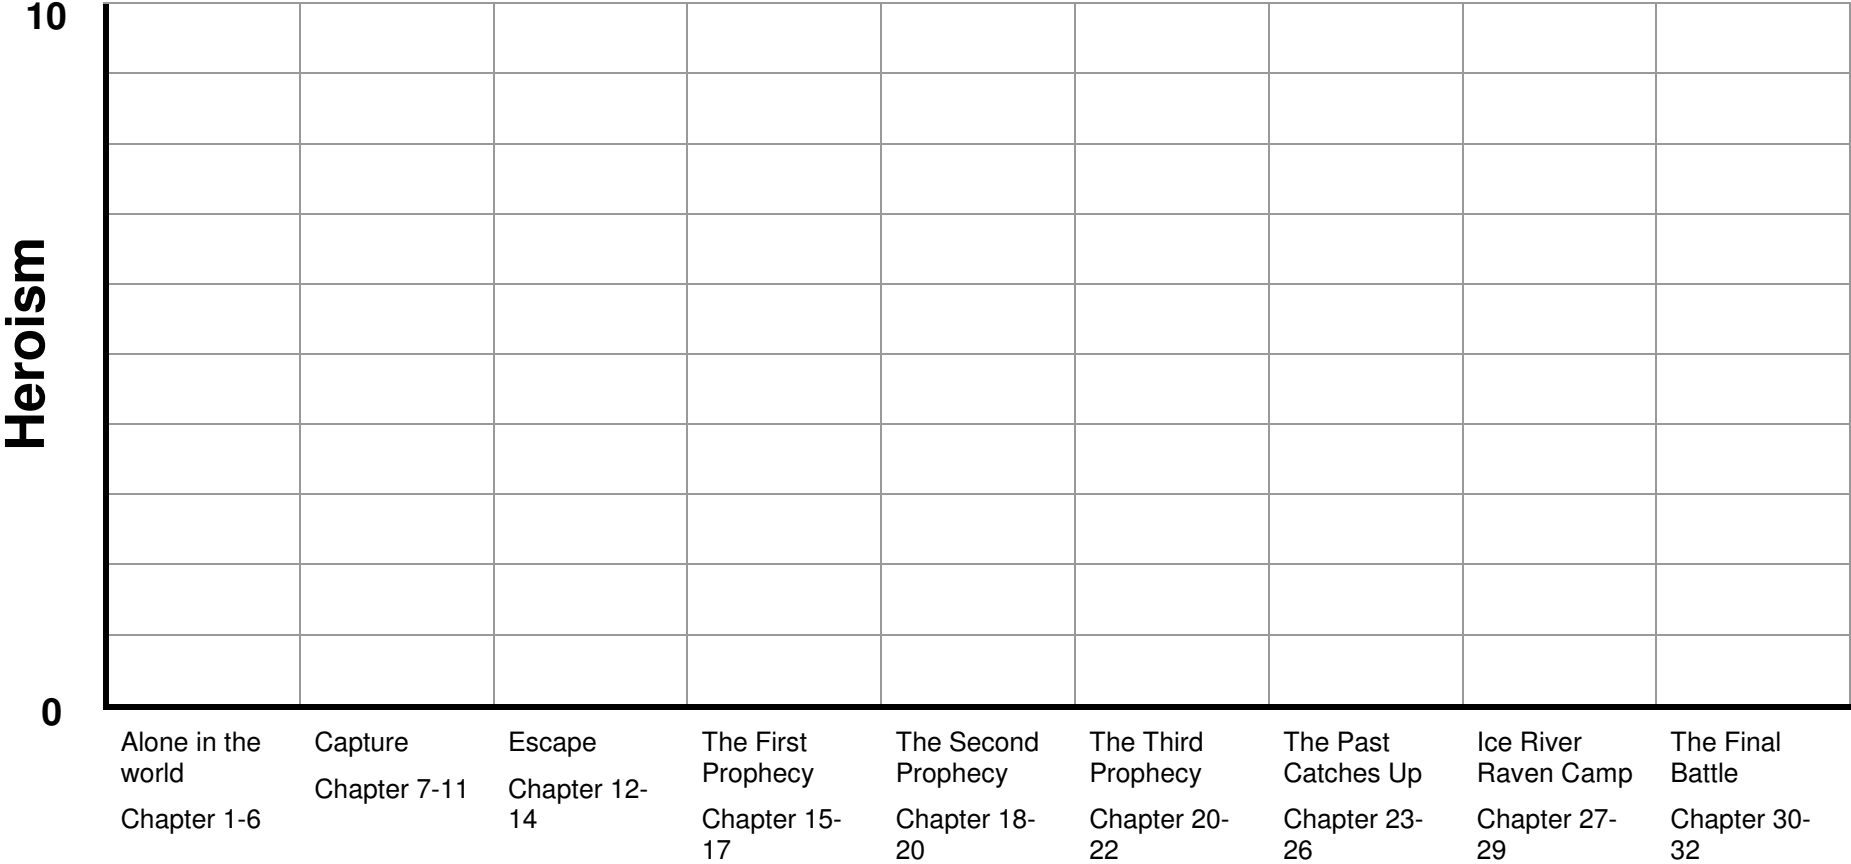 10
Heroism
0
Alone in the
world
Chapter 1-6
Capture
Chapter 7-11
Escape
Chapter 12-
14
The First
Prophecy
Chapter 15-
17
The Second
Prophecy
Chapter 18-
20
The Third
Prophecy
Chapter 20-
22
The Past
Catches Up
Chapter 23-
26
Ice River
Raven Camp
Chapter 27-
29
The Final
Battle
Chapter 30-
32